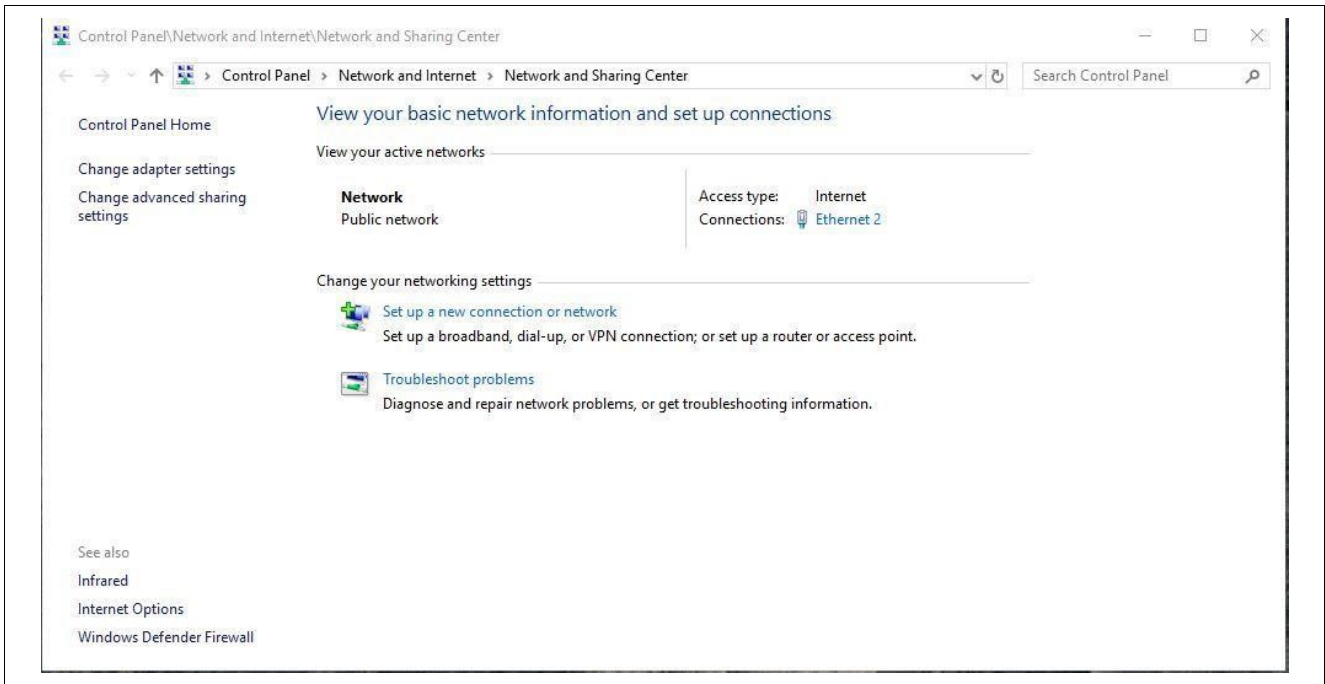 Control Panel\Network and Internet\Network and Sharing Center
Control Panel > Network and Internet > Network and Sharing Center
Search Control Panel
Control Panel Home
Change adapter settings
Change advanced sharing
settings
View your basic network information and set up connections
View your active networks
Network
Public network
Access type: Internet
Connections: Ethernet 2
Change your networking settings
Set up a new connection or network
Set up a broadband, dial-up, or VPN connection; or set up a router or access point.
Troubleshoot problems
Diagnose and repair network problems, or get troubleshooting information.
See also
Infrared
Internet Options
Windows Defender Firewall